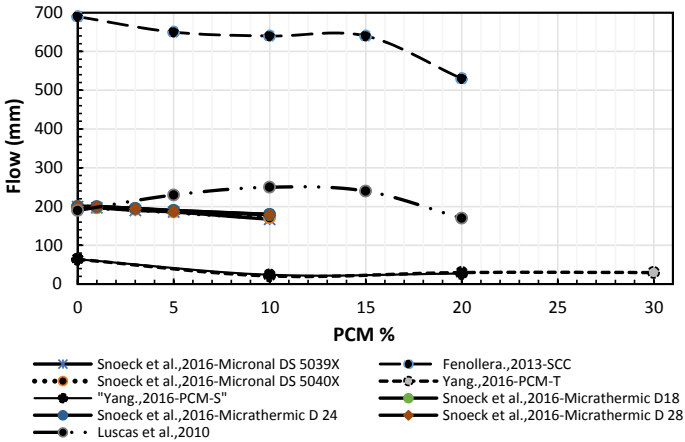 700
600
500
400
300
200
100
0
Flow (mm)
0 5 10 15 20 25 30
PCM %
Snoeck et al.,2016-Micronal DS 5039X
Fenollera.,2013-SCC
Snoeck et al.,2016-Micronal DS 5040X
Yang.,2016-PCM-T
"Yang.,2016-PCM-S"
Snoeck et al.,2016-Micrathermic D18
Snoeck et al.,2016-Micrathermic D 24
Snoeck et al.,2016-Micrathermic D 28
Luscas et al.,2010